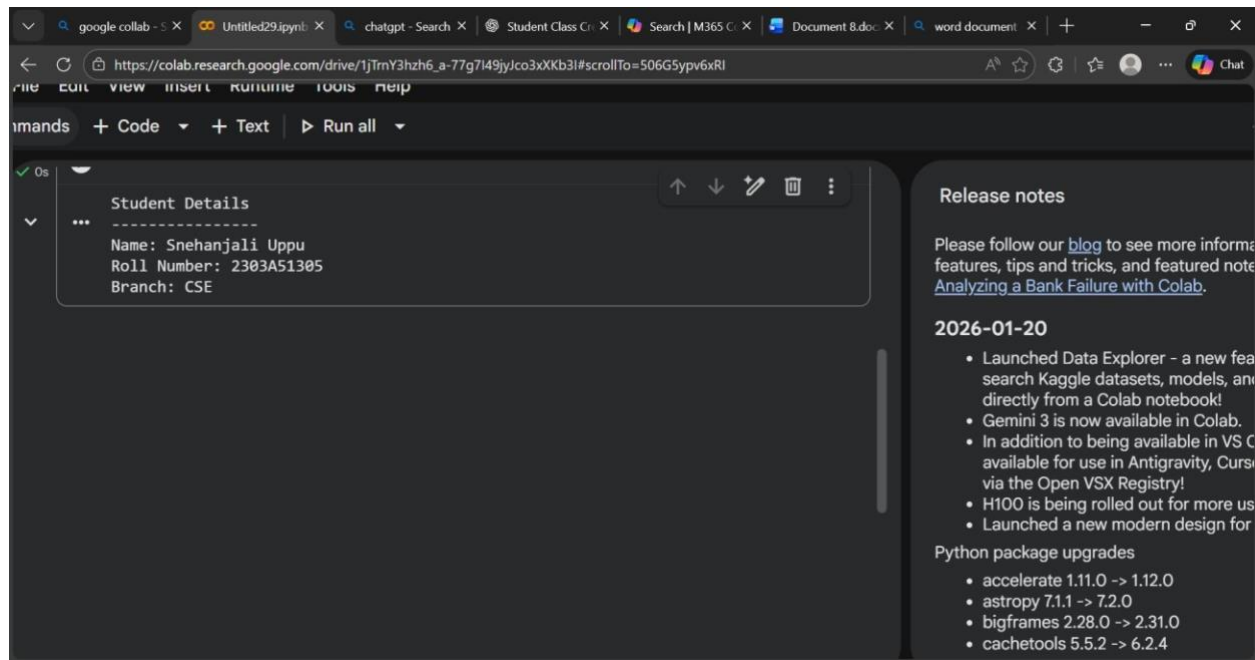 google collab - S
Untitled29.ipynb
chatgpt - Search
Student Class Cre
Search | M365 C
Document 8.doc
word document
https://colab.research.google.com/drive/1jTrnY3hzh6_a-77g7I49jyJco3xXKb3I#scrollTo=506G5ypv6xRI
Chat
File Edit View Insert Runtime Tools Help
mmands + Code + Text Run all
0s
Student Details
----------------
Name: Snehanjali Uppu
Roll Number: 2303A51305
Branch: CSE
Release notes
Please follow our blog to see more informa
features, tips and tricks, and featured note
Analyzing a Bank Failure with Colab.
2026-01-20
• Launched Data Explorer - a new fea
search Kaggle datasets, models, an
directly from a Colab notebook!
• Gemini 3 is now available in Colab.
• In addition to being available in VS C
available for use in Antigravity, Curs
via the Open VSX Registry!
• H100 is being rolled out for more us
• Launched a new modern design for
Python package upgrades
• accelerate 1.11.0 -> 1.12.0
• astropy 7.1.1 -> 7.2.0
• bigframes 2.28.0 -> 2.31.0
• cachetools 5.5.2 -> 6.2.4